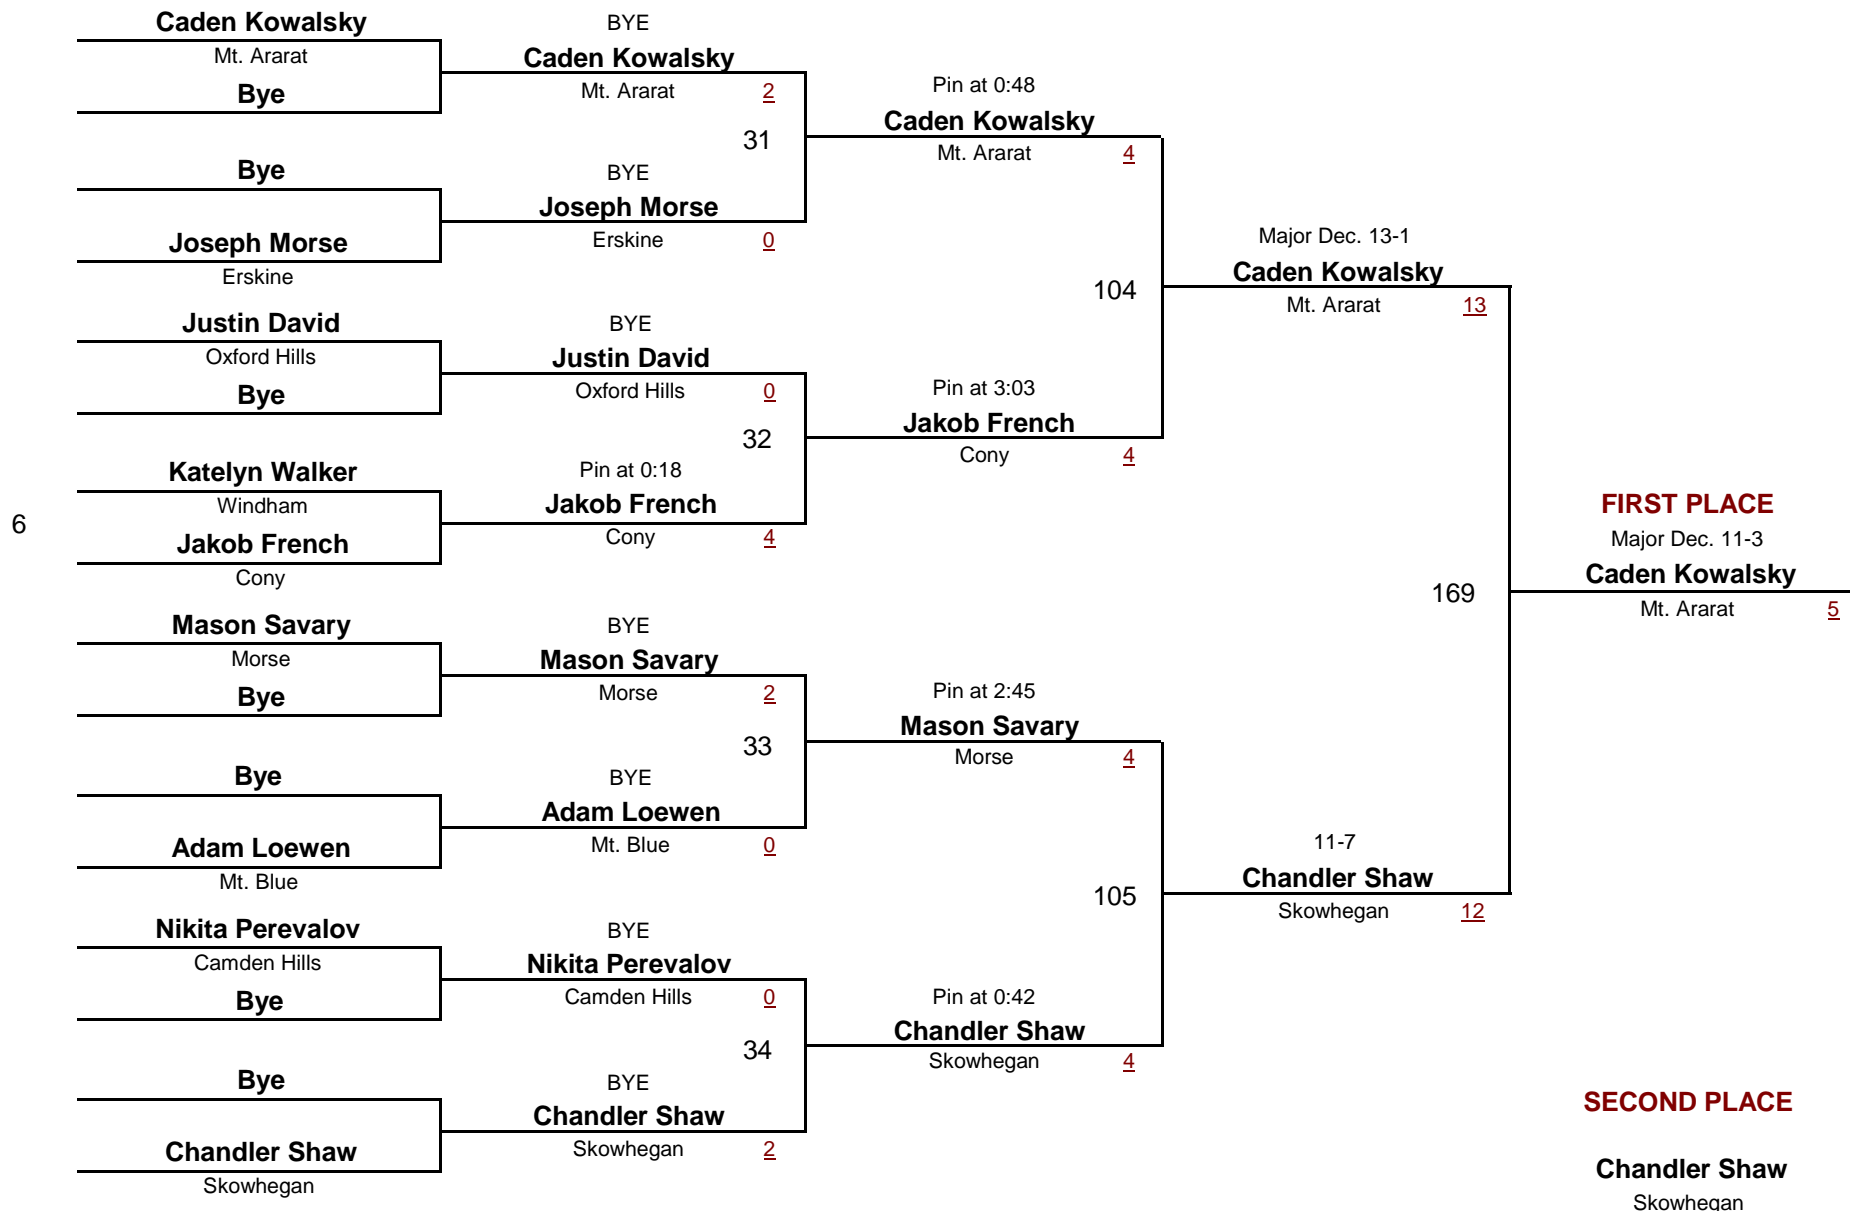 Caden Kowalsky
Mt. Ararat
Bye
Bye
Joseph Morse
Erskine
Justin David
Oxford Hills
Bye
6
Katelyn Walker
Windham
Jakob French
Cony
Mason Savary
Morse
Bye
Bye
Adam Loewen
Mt. Blue
Nikita Perevalov
Camden Hills
Bye
Bye
Chandler Shaw
Skowhegan
BYE
Caden Kowalsky
Mt. Ararat 2
31
BYE
Joseph Morse
Erskine 0
BYE
Justin David
Oxford Hills 0
32
Pin at 0:18
Jakob French
Cony 4
BYE
Mason Savary
Morse 2
33
BYE
Adam Loewen
Mt. Blue 0
BYE
Nikita Perevalov
Camden Hills 0
34
BYE
Chandler Shaw
Skowhegan 2
Pin at 0:48
Caden Kowalsky
Mt. Ararat 4
104
Pin at 3:03
Jakob French
Cony 4
Pin at 2:45
Mason Savary
Morse 4
105
Pin at 0:42
Chandler Shaw
Skowhegan 4
Major Dec. 13-1
Caden Kowalsky
Mt. Ararat 13
169
11-7
Chandler Shaw
Skowhegan 12
FIRST PLACE
Major Dec. 11-3
Caden Kowalsky
Mt. Ararat 5
SECOND PLACE
Chandler Shaw
Skowhegan